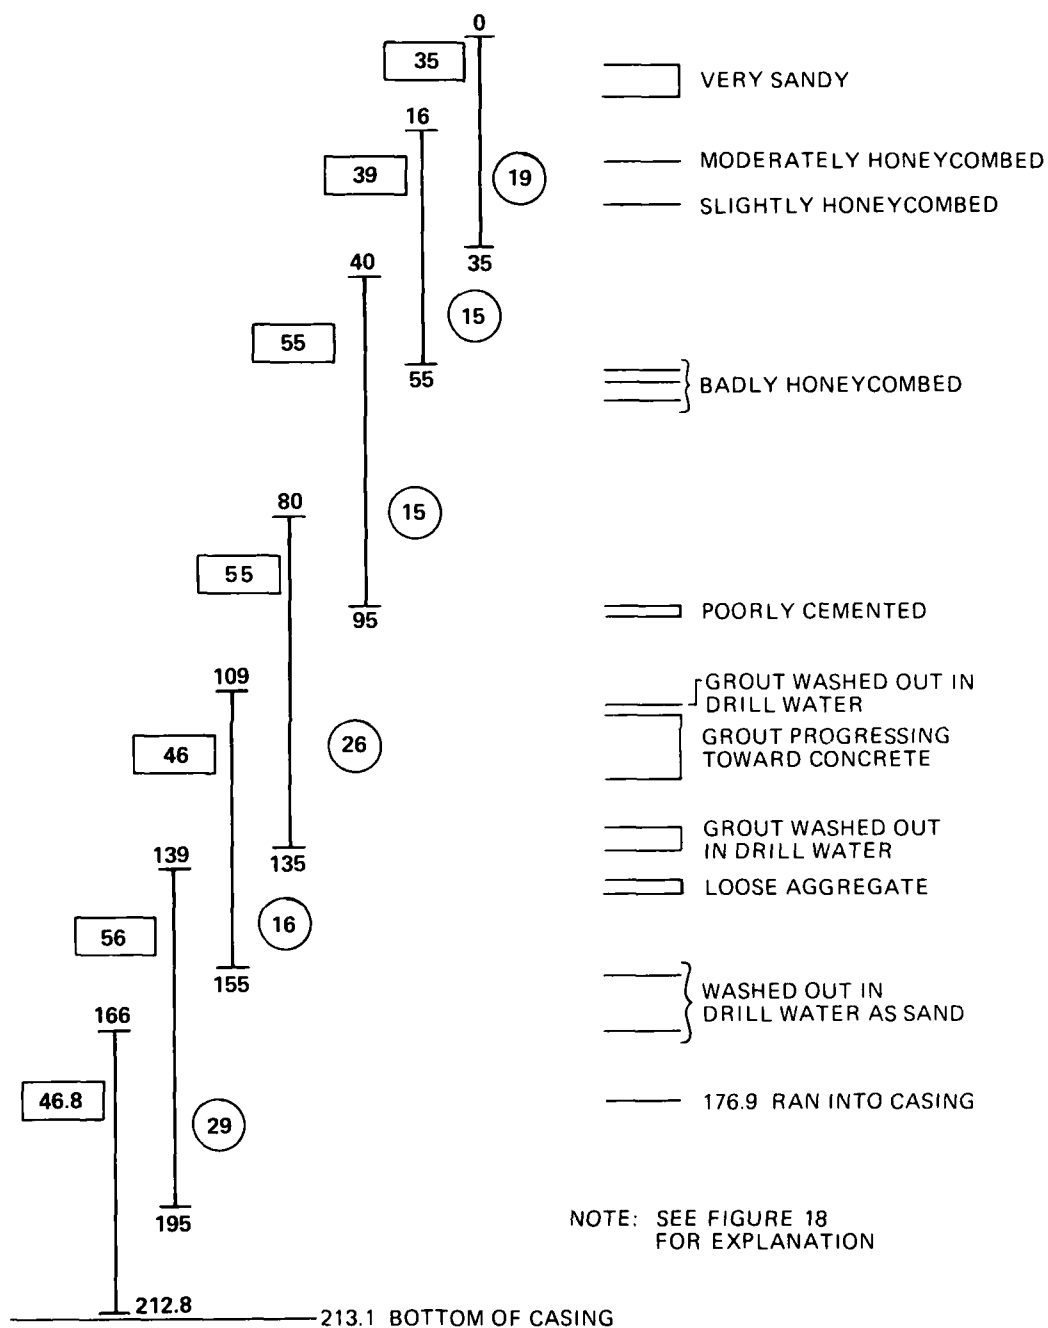 0
35
VERY SANDY
16
MODERATELY HONEYCOMBED
39
19
SLIGHTLY HONEYCOMBED
40
35
15
55
55
BADLY HONEYCOMBED
80
15
55
95
POORLY CEMENTED
109
GROUT WASHED OUT IN
DRILL WATER
46
26
GROUT PROGRESSING
TOWARD CONCRETE
139
135
GROUT WASHED OUT
IN DRILL WATER
LOOSE AGGREGATE
56
16
155
WASHED OUT IN
DRILL WATER AS SAND
166
46.8
176.9 RAN INTO CASING
29
195
NOTE: SEE FIGURE 18
FOR EXPLANATION
212.8
213.1 BOTTOM OF CASING